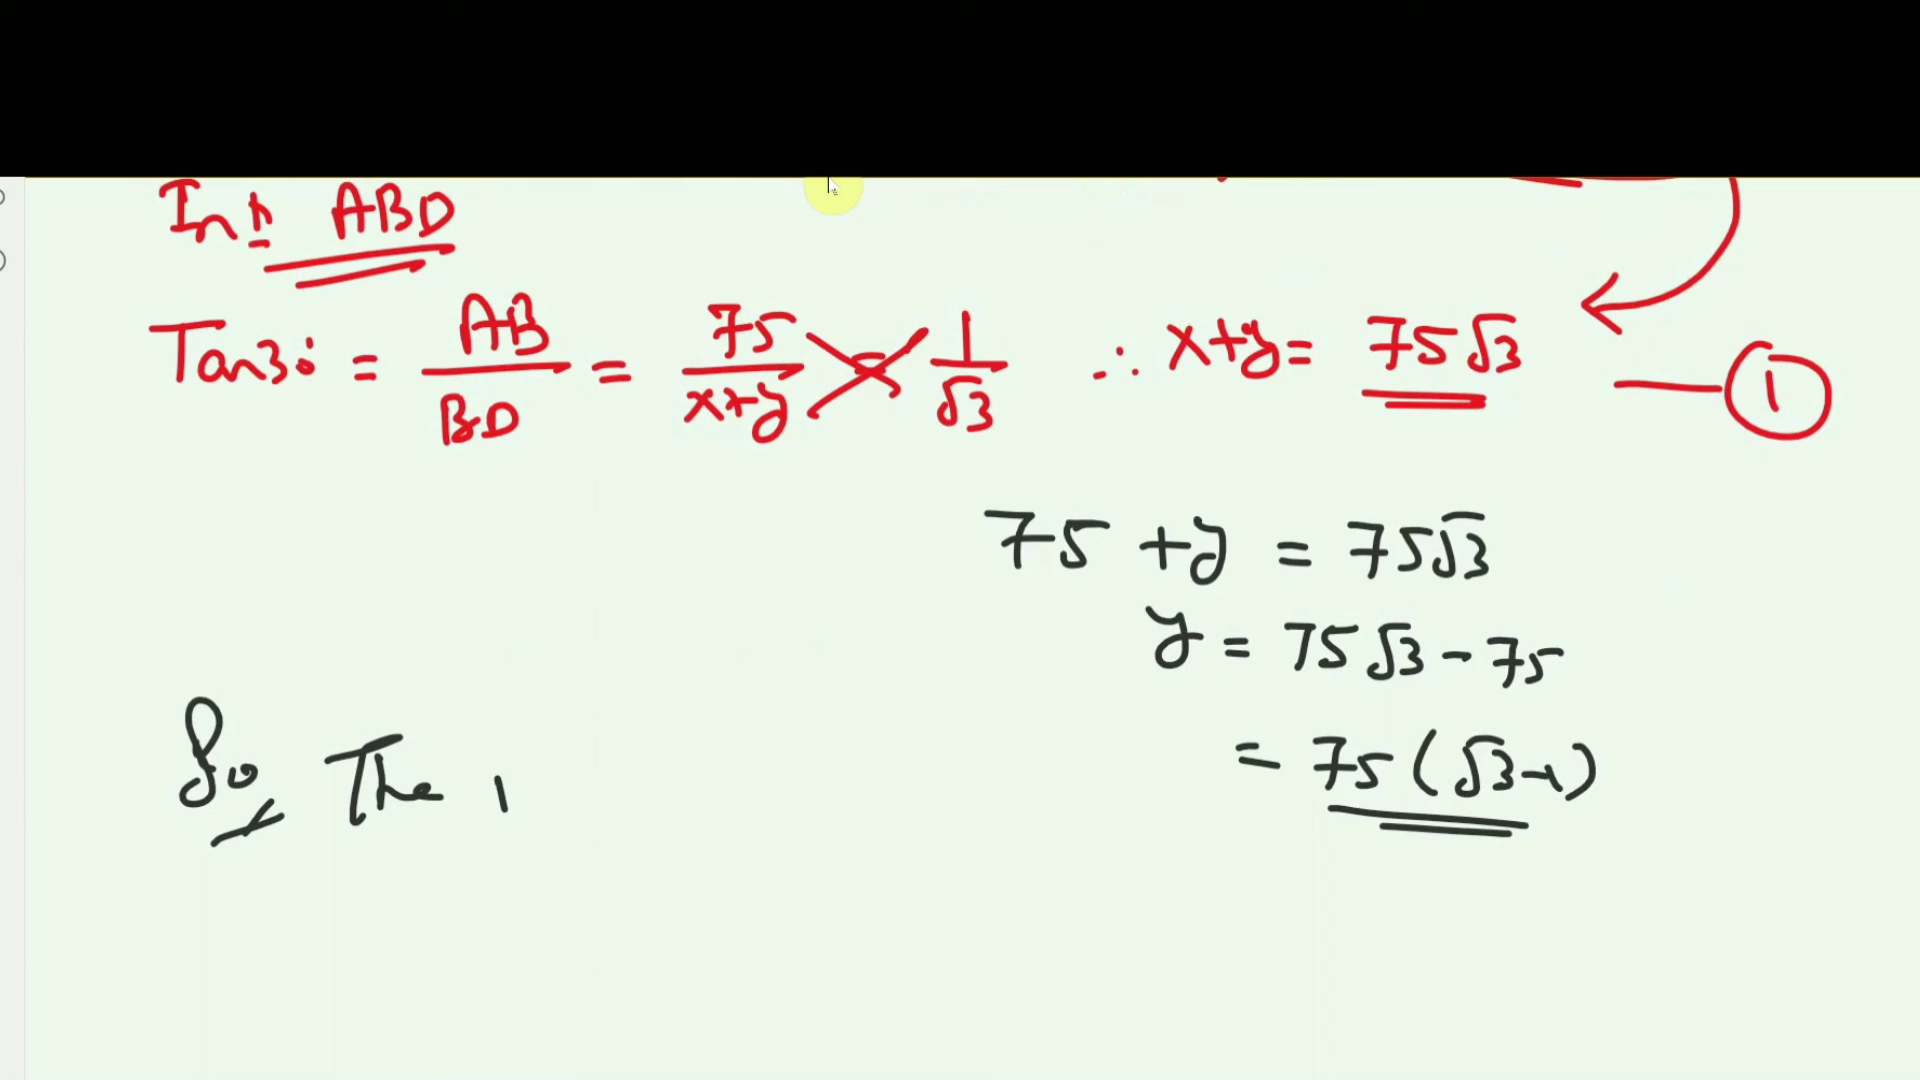 In △ ABD
Tan30 = AB/BD = 75/x+y = 1/√3 ∴ x+y = 75√3 — ①
75 + y = 75√3
y = 75√3 - 75
= 75(√3-1)
So The